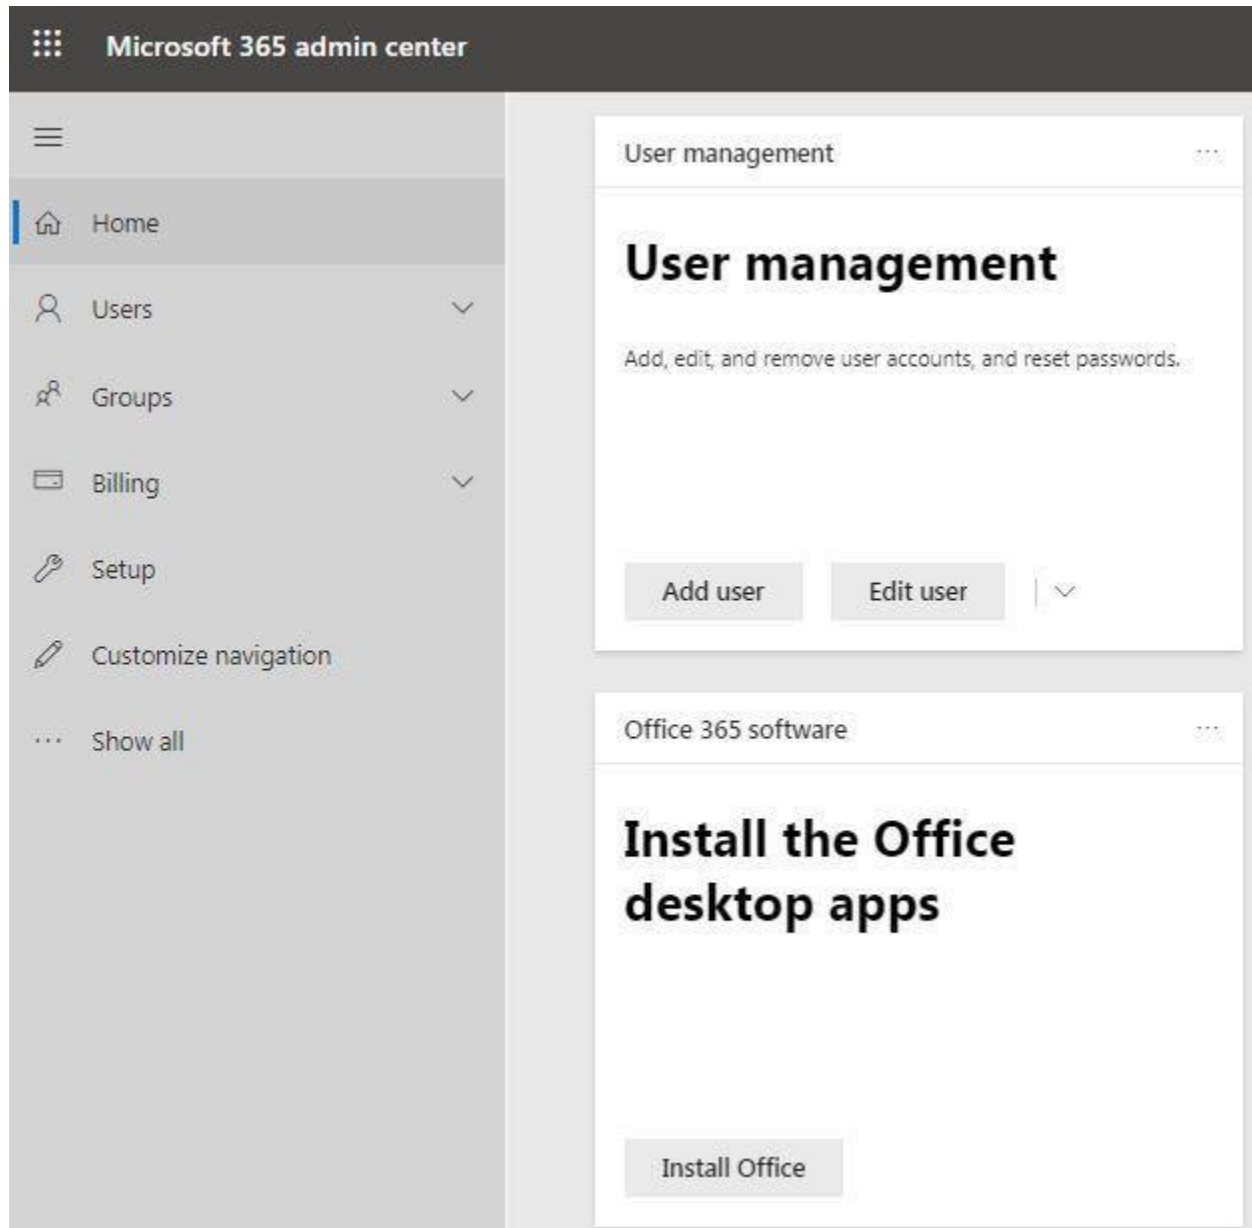 Microsoft 365 admin center
Home
Users
Groups
Billing
Setup
Customize navigation
Show all
User management
User management
Add, edit, and remove user accounts, and reset passwords.
Add user
Edit user
Office 365 software
Install the Office
desktop apps
Install Office